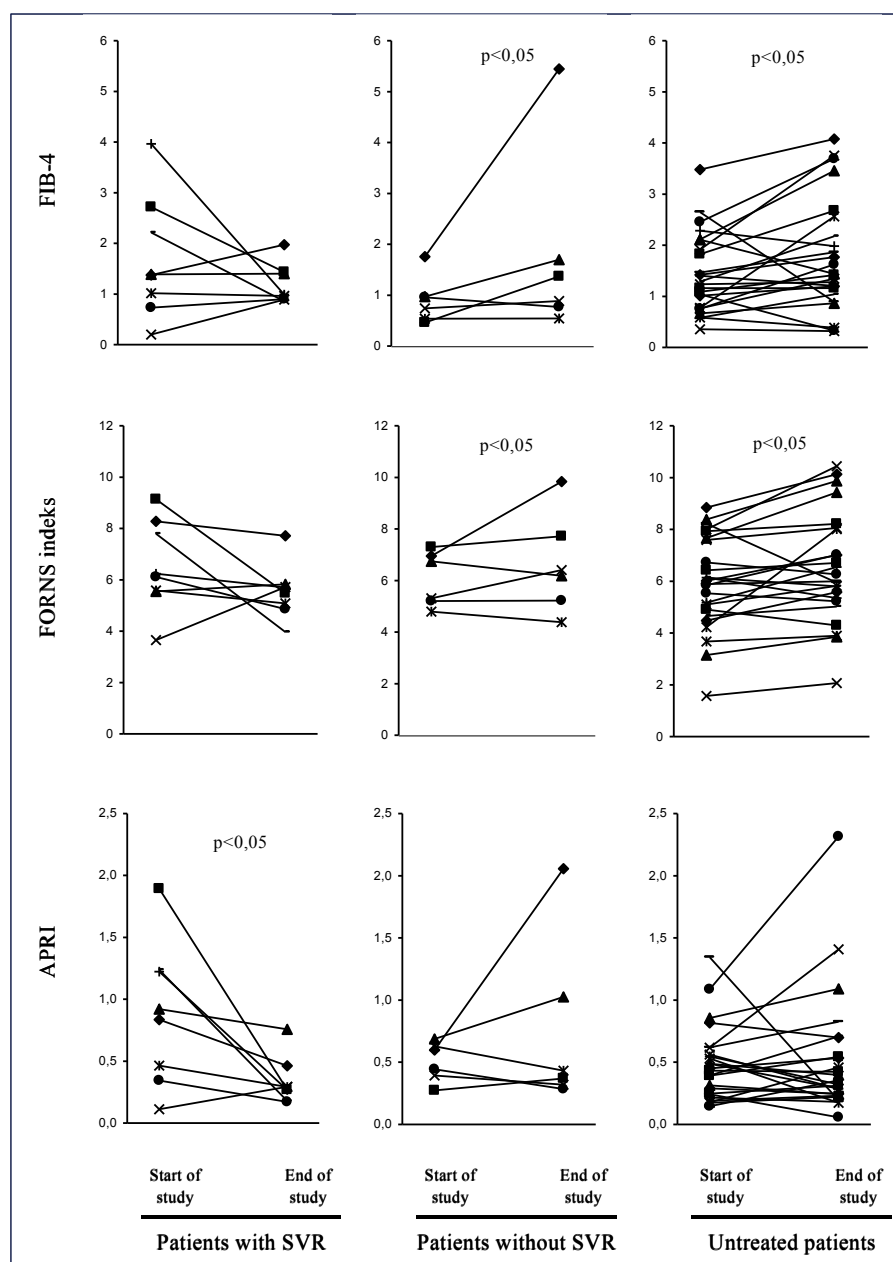 FIB-4
6
5
4
3
2
1
0
6
5
4
3
2
1
0
p<0,05
6
5
4
3
2
1
0
p<0,05
FORNS indeks
12
10
8
6
4
2
0
12
10
8
6
4
2
0
p<0,05
12
10
8
6
4
2
0
p<0,05
APRI
2,5
2,0
1,5
1,0
0,5
0,0
p<0,05
2,5
2,0
1,5
1,0
0,5
0,0
2,5
2,0
1,5
1,0
0,5
0,0
Start of
study
End of
study
Patients with SVR
Start of
study
End of
study
Patients without SVR
Start of
study
End of
study
Untreated patients